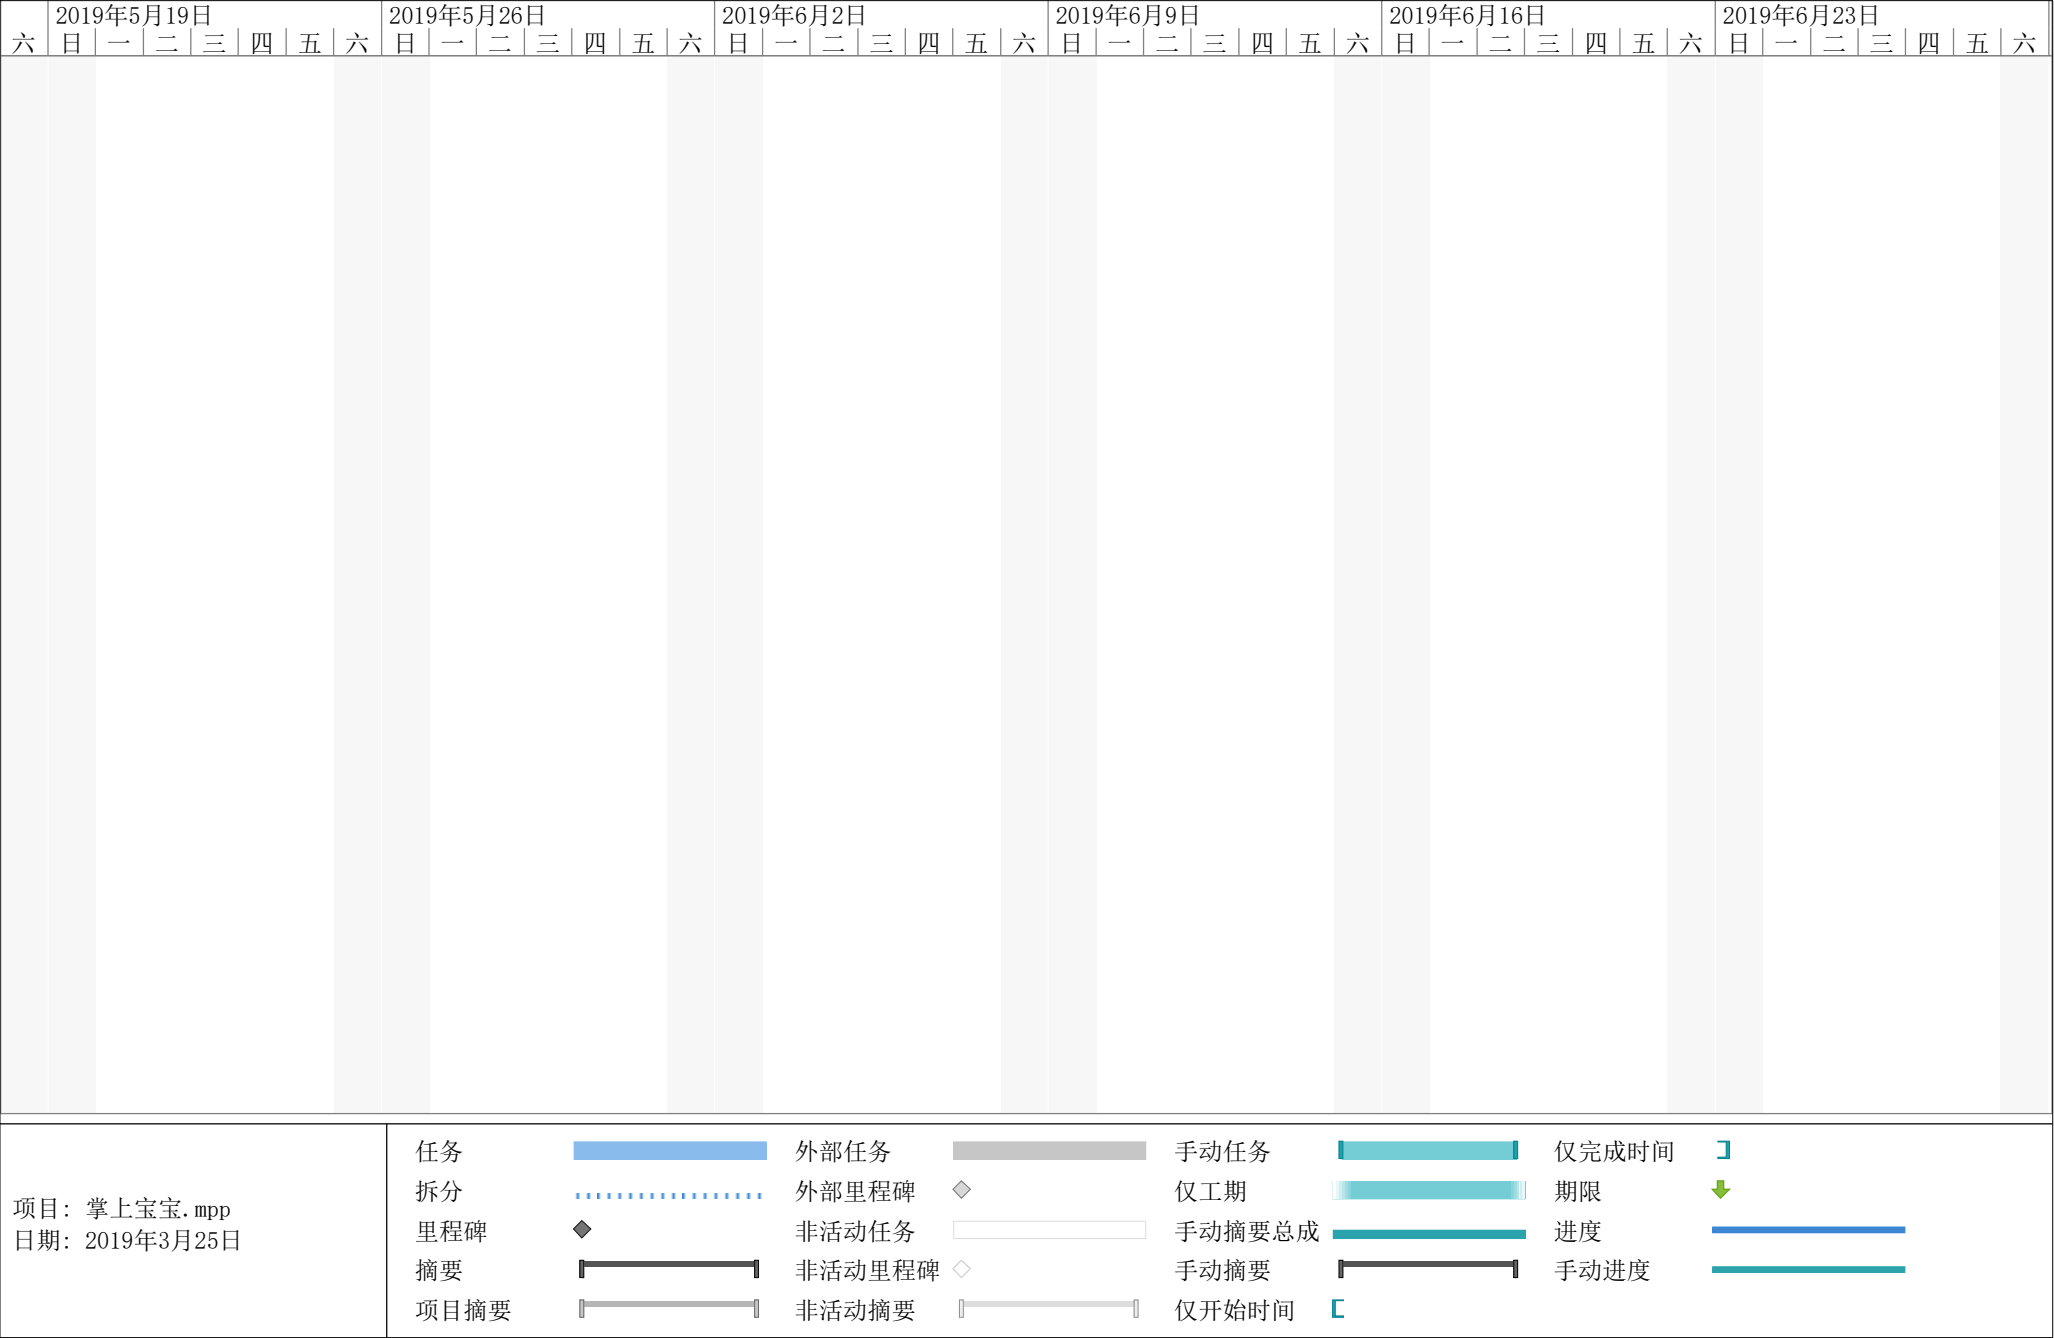 2019年5月19日 2019年5月26日 2019年6月2日 2019年6月9日 2019年6月16日 2019年6月23日
六 日 一 二 三 四 五 六 日 一 二 三 四 五 六 日 一 二 三 四 五 六 日 一 二 三 四 五 六 日 一 二 三 四 五 六 日 一 二 三 四 五 六
项目: 掌上宝宝.mpp
日期: 2019年3月25日
任务
拆分
里程碑
摘要
项目摘要
外部任务
外部里程碑
非活动任务
非活动里程碑
非活动摘要
手动任务
仅工期
手动摘要总成
手动摘要
仅开始时间
仅完成时间
期限
进度
手动进度